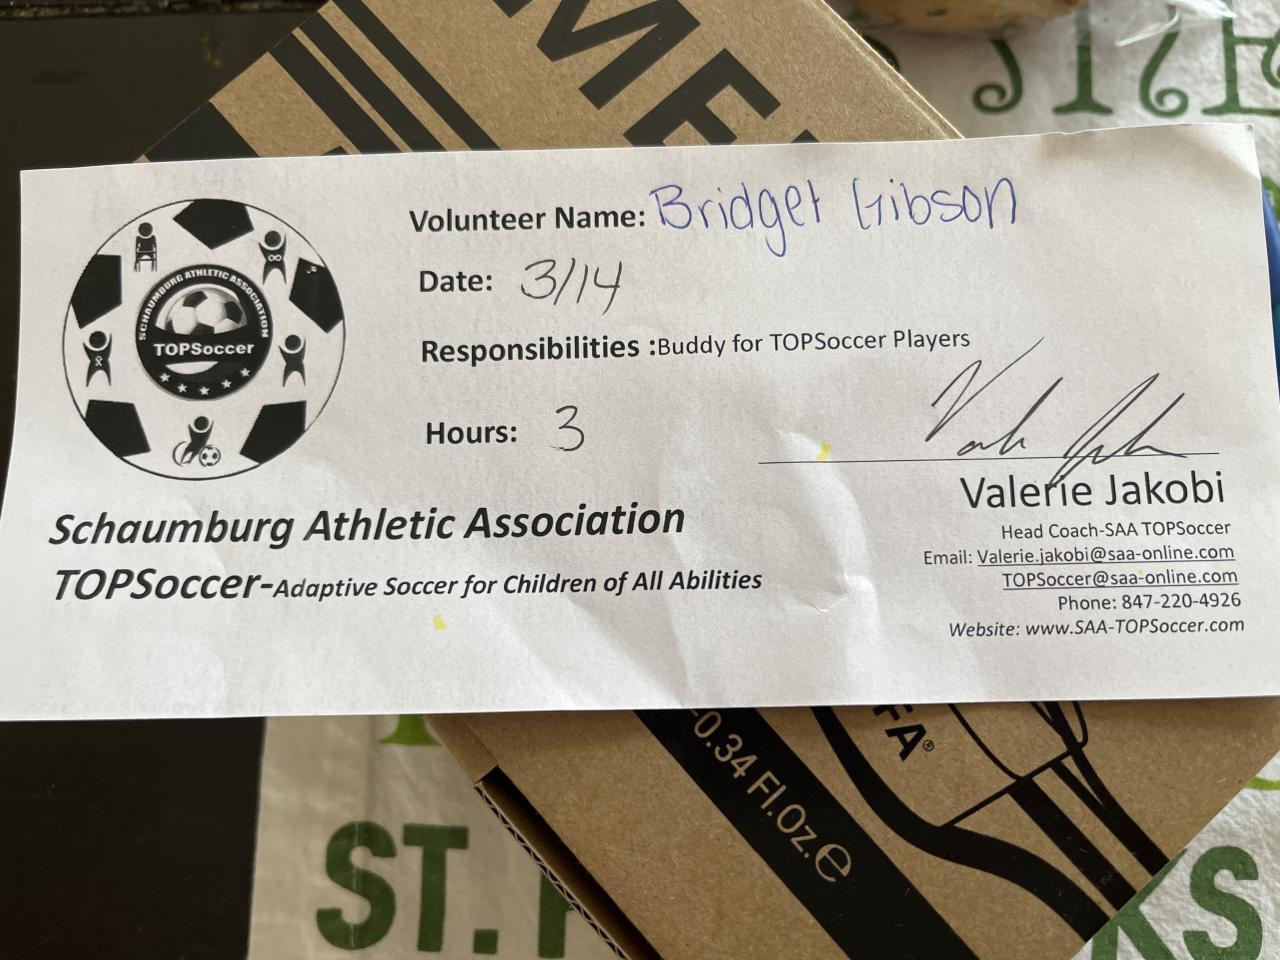 Volunteer Name: Bridget Gibson
Date: 3/14
Responsibilities :Buddy for TOPSoccer Players
Hours: 3
SCHAUMBURG ATHLETIC ASSOCIATION
TOPSoccer
Valerie Jakobi
Head Coach-SAA TOPSoccer
Email: Valerie.jakobi@saa-online.com
TOPSoccer@saa-online.com
Phone: 847-220-4926
Website: www.SAA-TOPSoccer.com
Schaumburg Athletic Association
TOPSoccer-Adaptive Soccer for Children of All Abilities
0.34 Fl.Oz. e
ST.